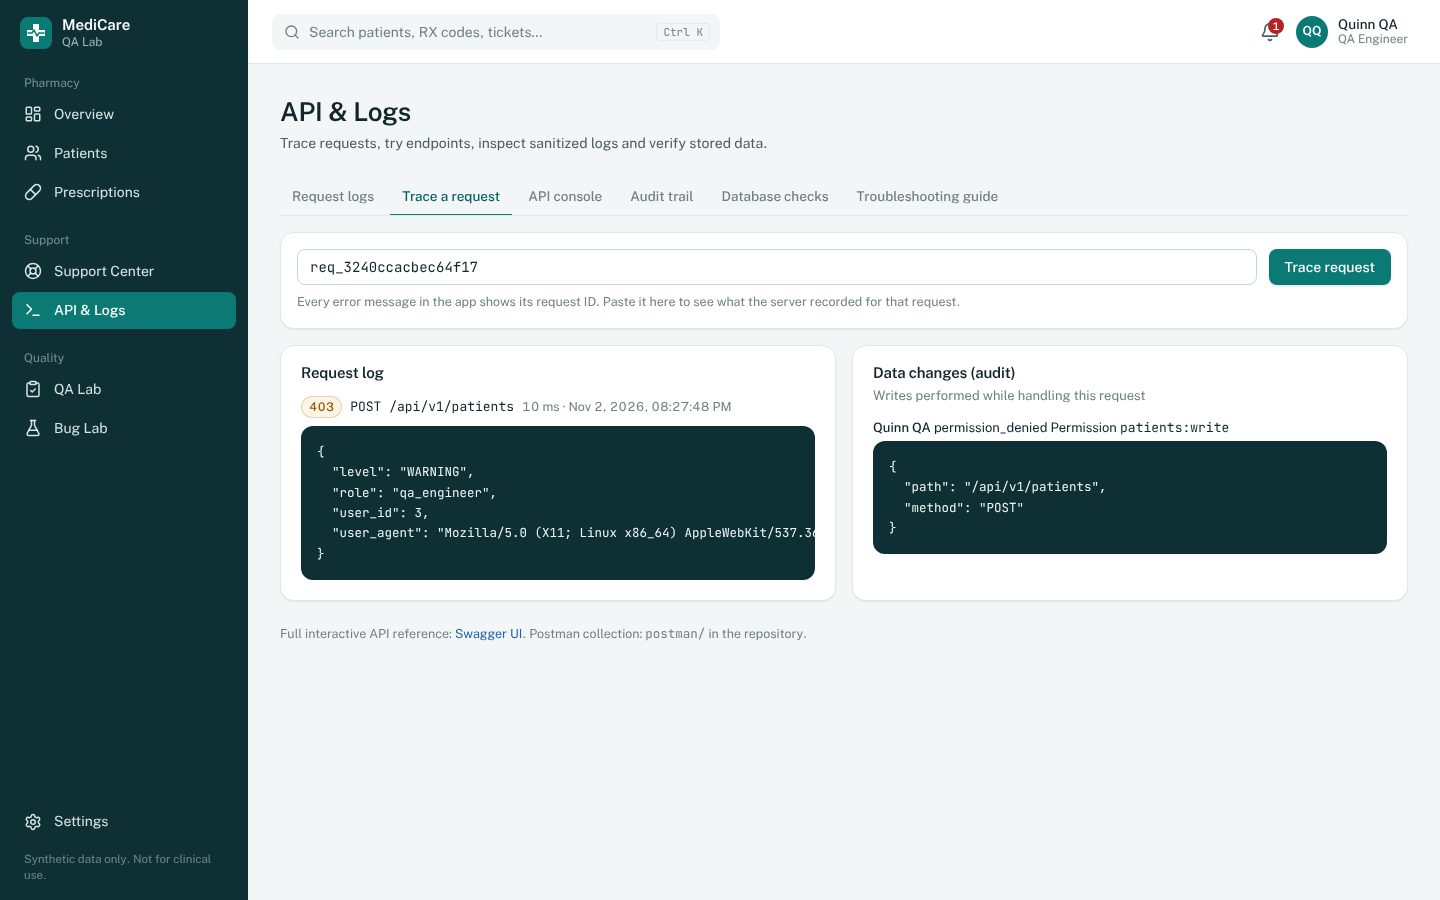 MediCare
QA Lab
Pharmacy
Overview
Patients
Prescriptions
Support
Support Center
API & Logs
Quality
QA Lab
Bug Lab
Settings
Synthetic data only. Not for clinical
use.
Search patients, RX codes, tickets...
Ctrl K
1
QQ
Quinn QA
QA Engineer
API & Logs
Trace requests, try endpoints, inspect sanitized logs and verify stored data.
Request logs
Trace a request
API console
Audit trail
Database checks
Troubleshooting guide
req_3240ccacbec64f17
Trace request
Every error message in the app shows its request ID. Paste it here to see what the server recorded for that request.
Request log
403 POST /api/v1/patients 10 ms · Nov 2, 2026, 08:27:48 PM
{
"level": "WARNING",
"role": "qa_engineer",
"user_id": 3,
"user_agent": "Mozilla/5.0 (X11; Linux x86_64) AppleWebKit/537.36
}
Data changes (audit)
Writes performed while handling this request
Quinn QA permission_denied Permission patients:write
{
"path": "/api/v1/patients",
"method": "POST"
}
Full interactive API reference: Swagger UI. Postman collection: postman/ in the repository.